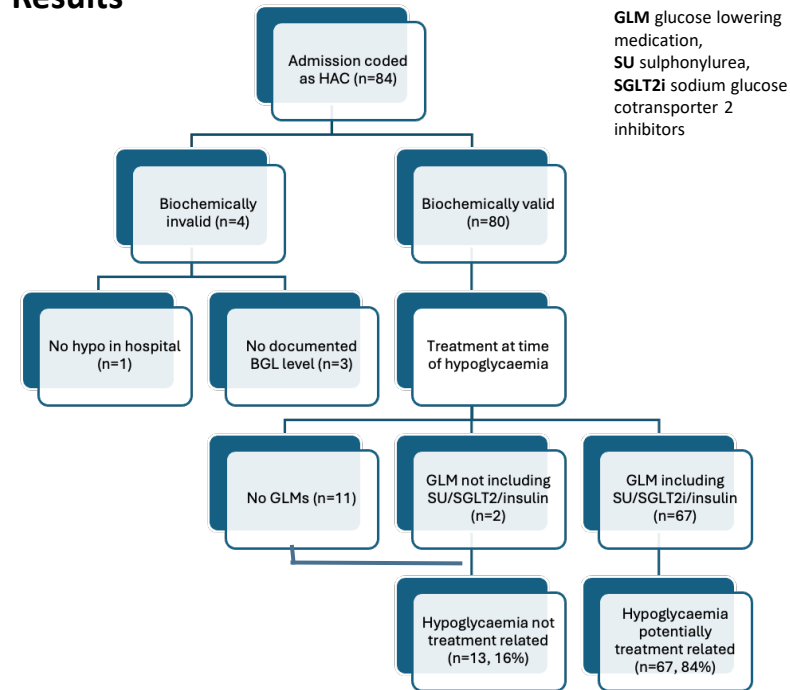 Results
GLM glucose lowering
medication,
SU sulphonylurea,
SGLT2i sodium glucose
cotransporter 2
inhibitors
Admission coded
as HAC (n=84)
Biochemically
invalid (n=4)
Biochemically valid
(n=80)
No hypo in hospital
(n=1)
No documented
BGL level (n=3)
Treatment at time
of hypoglycaemia
No GLMs (n=11)
GLM not including
SU/SGLT2/insulin
(n=2)
GLM including
SU/SGLT2i/insulin
(n=67)
Hypoglycaemia not
treatment related
(n=13, 16%)
Hypoglycaemia
potentially
treatment related
(n=67, 84%)